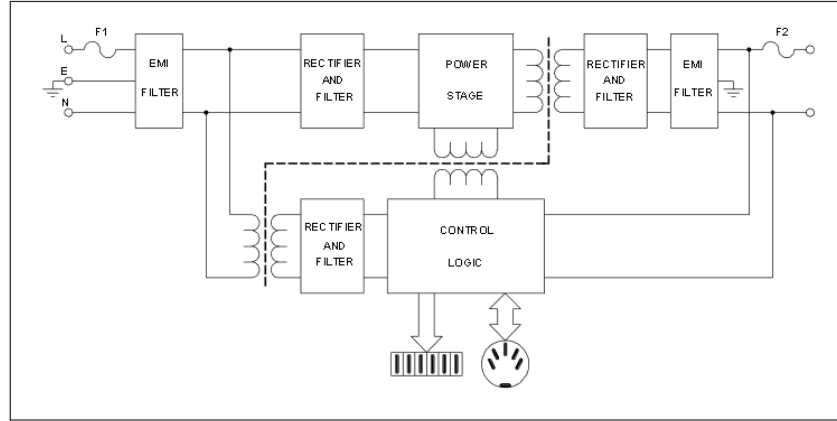 L
F1
E
N
EMI
FILTER
RECTIFIER
AND
FILTER
POWER
STAGE
RECTIFIER
AND
FILTER
EMI
FILTER
F2
RECTIFIER
AND
FILTER
CONTROL
LOGIC